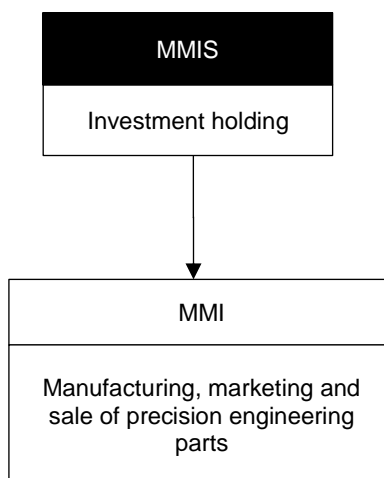 MMIS
Investment holding
MMI
Manufacturing, marketing and
sale of precision engineering
parts